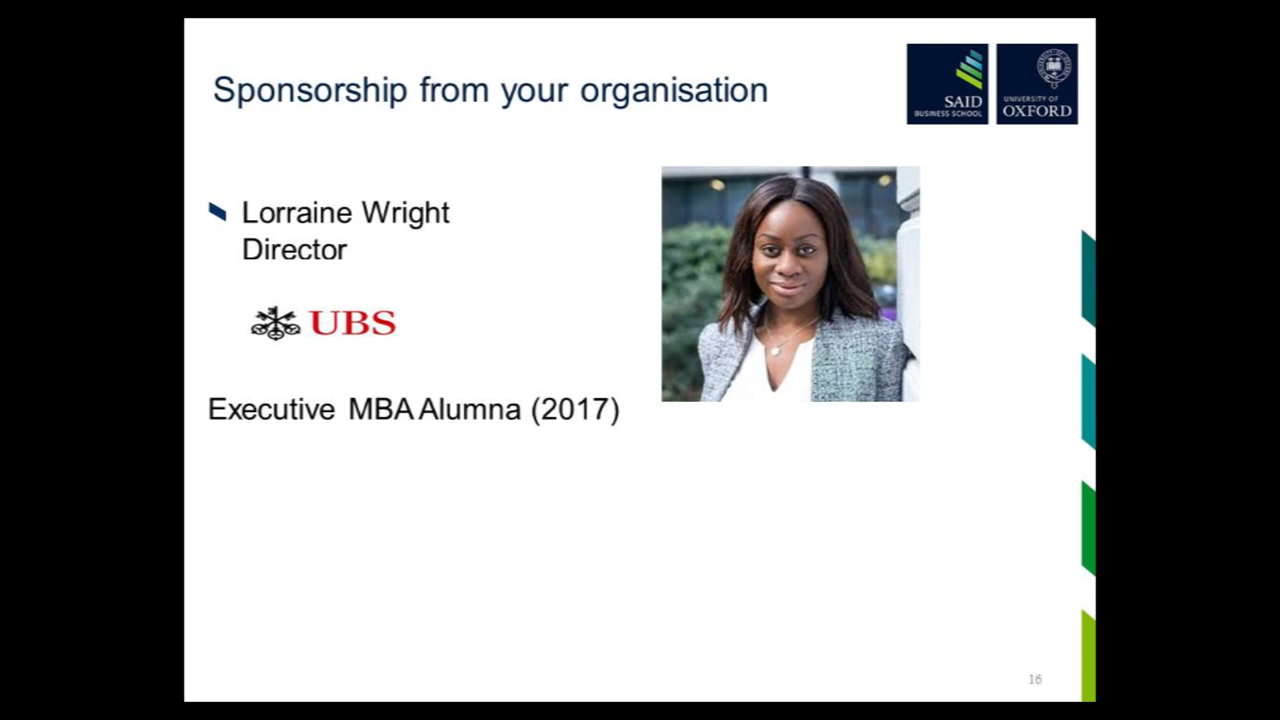 Sponsorship from your organisation
SAID
BUSINESS SCHOOL
UNIVERSITY OF
OXFORD
Lorraine Wright
Director
UBS
Executive MBA Alumna (2017)
16